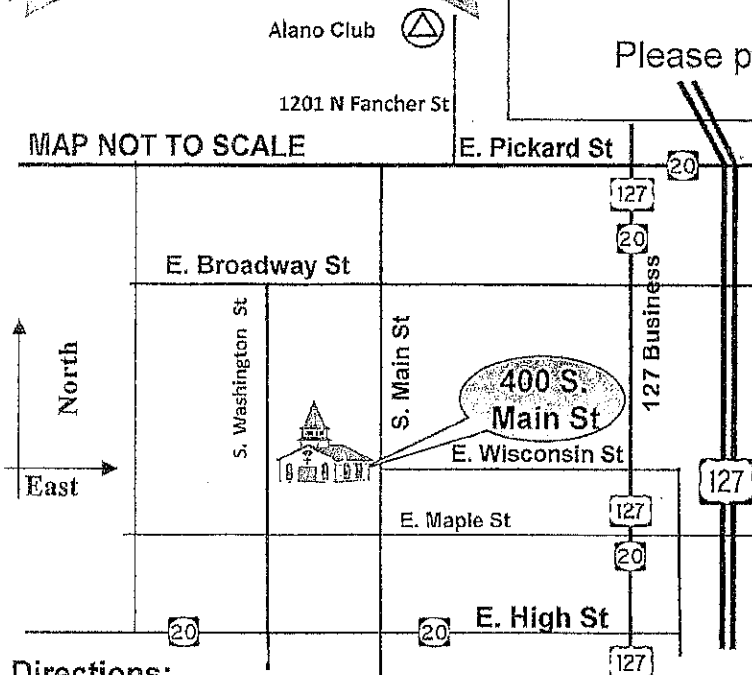 Alano Club
Please p
1201 N Fancher St
MAP NOT TO SCALE
E. Pickard St
20
127
20
E. Broadway St
S. Washington St
S. Main St
127 Business
North
400 S.
Main St
E. Wisconsin St
East
127
E. Maple St
127
20
E. High St
20
20
127
Directions: